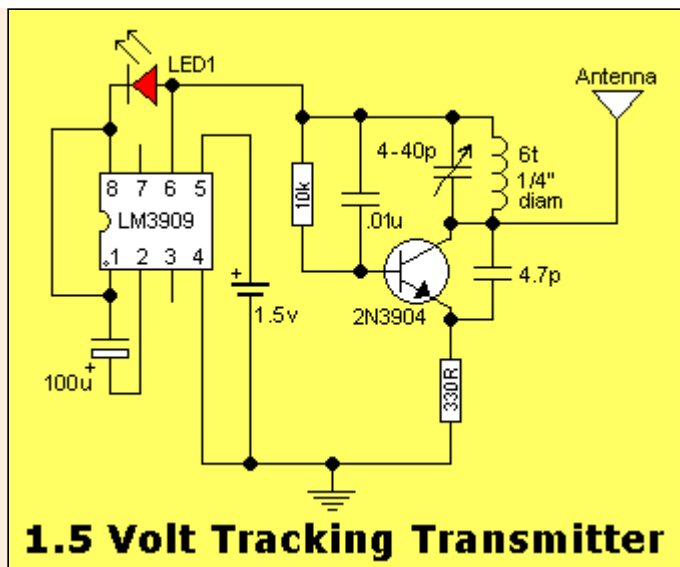 LED1
Antenna
4-40p
6t
1/4"
diam
8 7 6 5
LM3909
1 2 3 4
10k
.01u
+
1.5v
2N3904
4.7p
+
100u
330R
1.5 Volt Tracking Transmitter